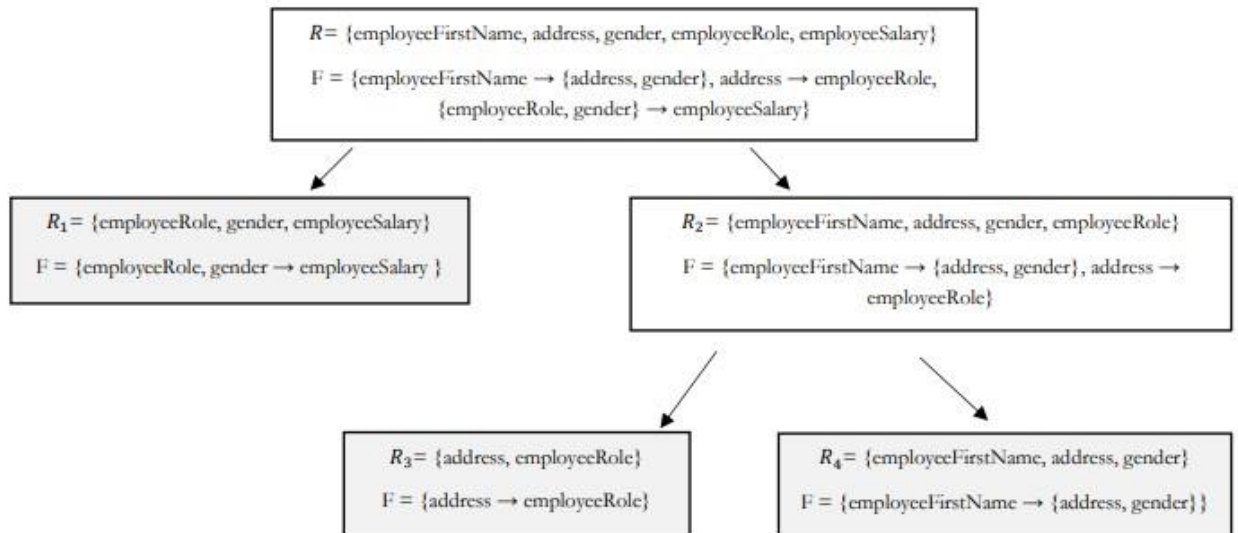 R= {employeeFirstName, address, gender, employeeRole, employeeSalary}
F = {employeeFirstName → {address, gender}, address → employeeRole,
{employeeRole, gender} → employeeSalary}
R₁= {employeeRole, gender, employeeSalary}
F = {employeeRole, gender → employeeSalary }
R₂= {employeeFirstName, address, gender, employeeRole}
F = {employeeFirstName → {address, gender}, address →
employeeRole}
R₃= {address, employeeRole}
F = {address → employeeRole}
R₄= {employeeFirstName, address, gender}
F = {employeeFirstName → {address, gender}}